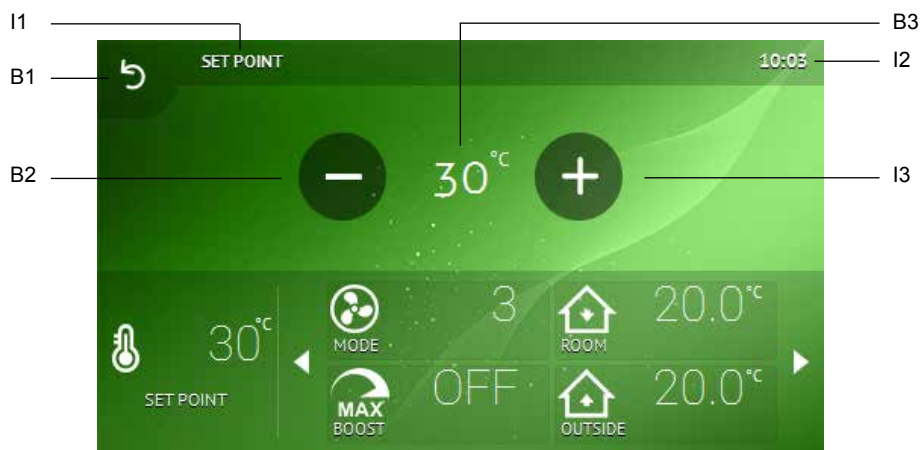 I1
B3
SET POINT
10:03
I2
B1
B2
30°C
I3
30°C
SET POINT
3
MODE
20.0°C
ROOM
OFF
MAX
BOOST
20.0°C
OUTSIDE